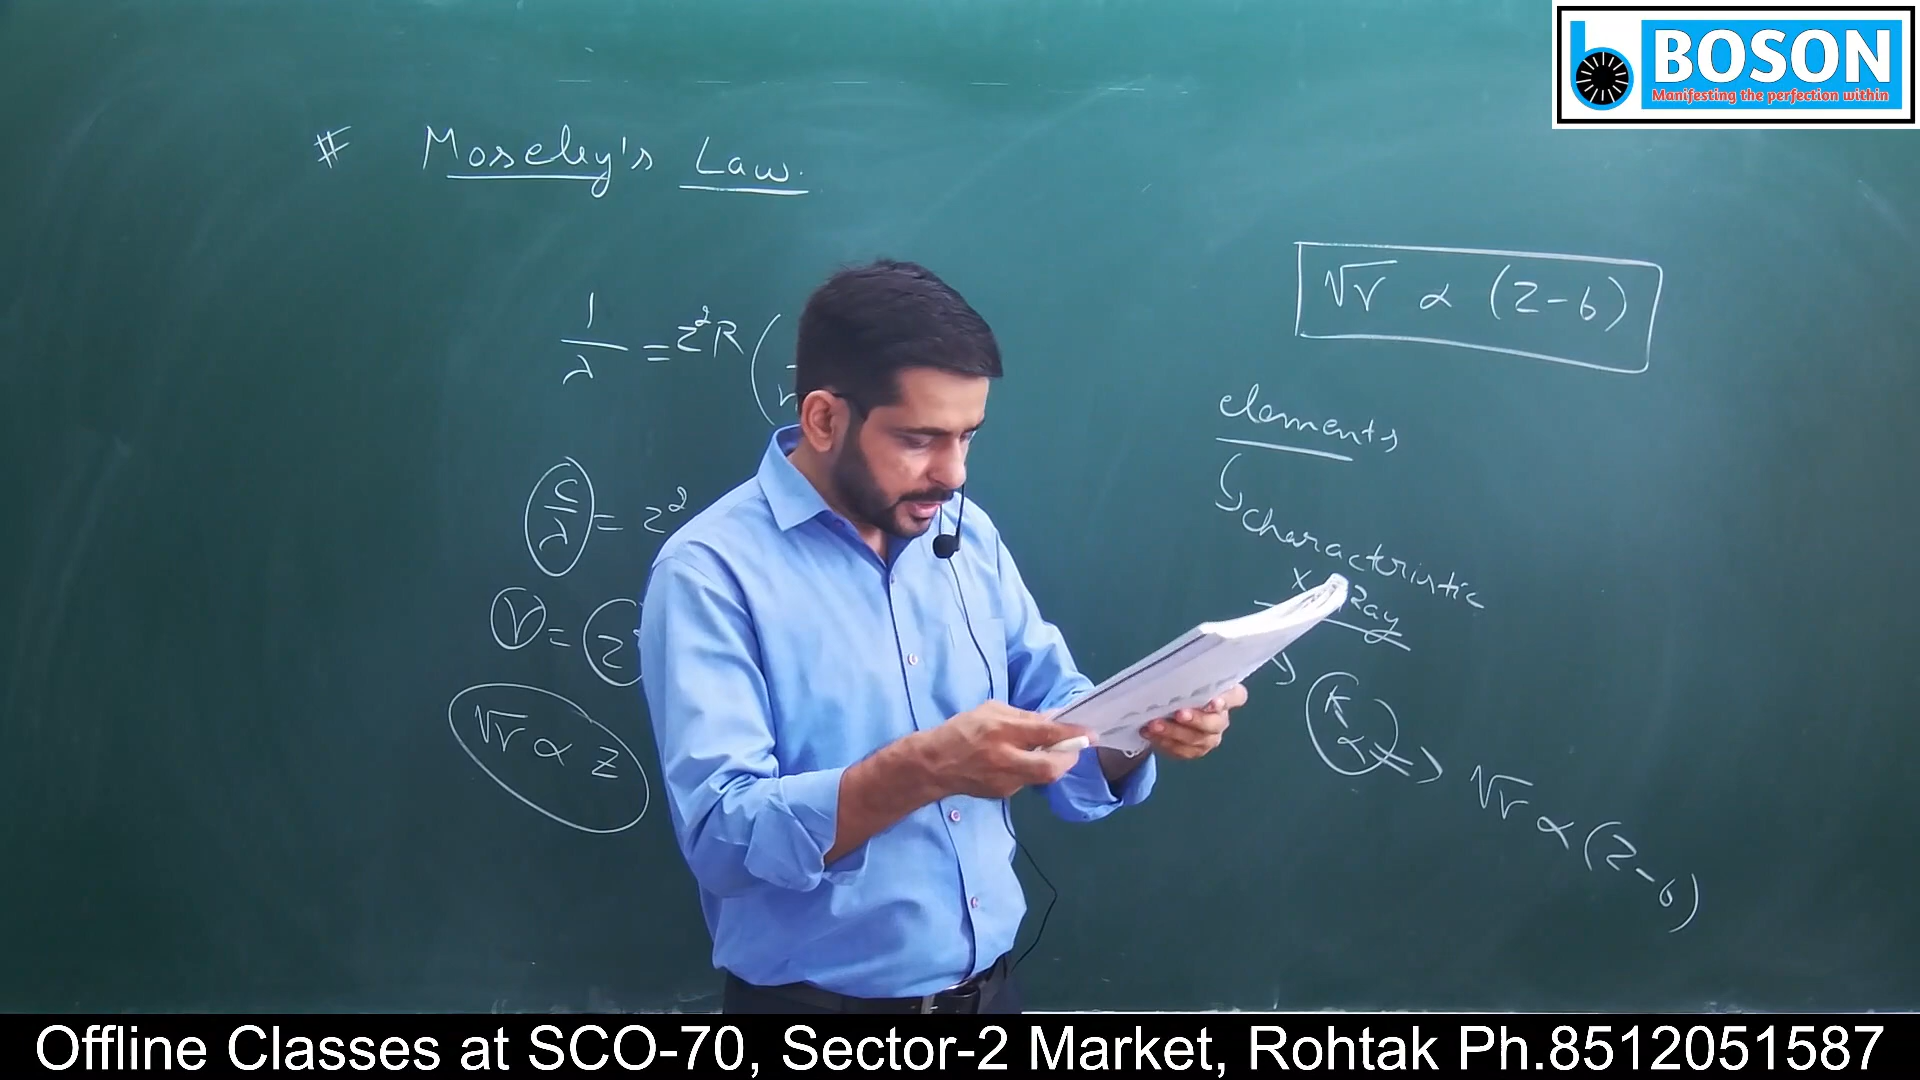 BOSON
Manifesting the perfection within
# Moseley's Law.
1/λ = Z²R (
√ν ∝ (Z-b)
elements
characteristic
X-Ray
c/λ = Z²
ν = Z²
K α ⇒ √ν ∝ (Z-b)
√ν ∝ Z
Offline Classes at SCO-70, Sector-2 Market, Rohtak Ph.8512051587